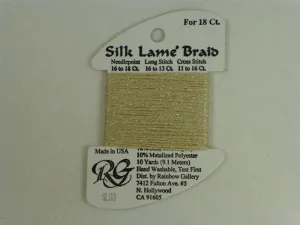 For 18 Ct.
Silk Lamé Braid
Needlepoint Long Stitch Cross Stitch
16 to 18 Ct. 16 to 13 Ct. 11 to 16 Ct.
Made in USA
RG
10% Metalized Polyester
10 Yards (9.1 Meters)
Hand Washable, Test First
Dist. by Rainbow Gallery
7412 Fulton Ave. #5
N. Hollywood
CA 91605